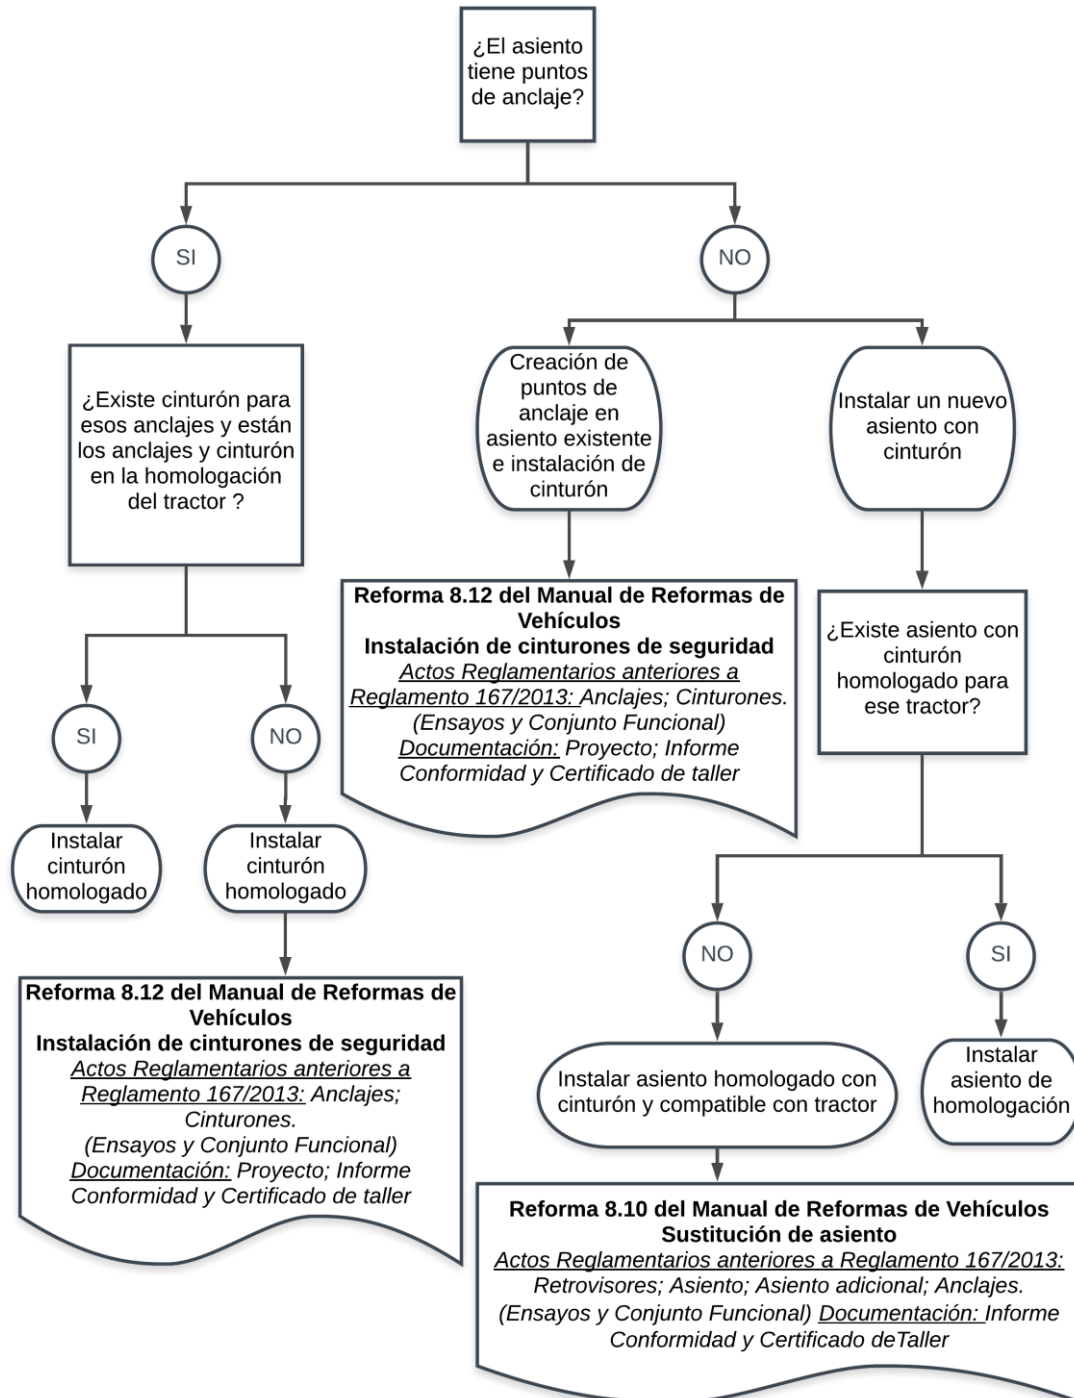 ¿El asiento
tiene puntos
de anclaje?
SI
NO
¿Existe cinturón para
esos anclajes y están
los anclajes y cinturón
en la homologación
del tractor ?
Creación de
puntos de
anclaje en
asiento existente
e instalación de
cinturón
Instalar un nuevo
asiento con
cinturón
Reforma 8.12 del Manual de Reformas de
Vehículos
Instalación de cinturones de seguridad
Actos Reglamentarios anteriores a
Reglamento 167/2013: Anclajes; Cinturones.
(Ensayos y Conjunto Funcional)
Documentación: Proyecto; Informe
Conformidad y Certificado de taller
¿Existe asiento con
cinturón
homologado para
ese tractor?
SI
NO
Instalar
cinturón
homologado
Instalar
cinturón
homologado
Reforma 8.12 del Manual de Reformas de
Vehículos
Instalación de cinturones de seguridad
Actos Reglamentarios anteriores a
Reglamento 167/2013: Anclajes;
Cinturones.
(Ensayos y Conjunto Funcional)
Documentación: Proyecto; Informe
Conformidad y Certificado de taller
NO
SI
Instalar asiento homologado con
cinturón y compatible con tractor
Instalar
asiento de
homologación
Reforma 8.10 del Manual de Reformas de Vehículos
Sustitución de asiento
Actos Reglamentarios anteriores a Reglamento 167/2013:
Retrovisores; Asiento; Asiento adicional; Anclajes.
(Ensayos y Conjunto Funcional) Documentación: Informe
Conformidad y Certificado deTaller